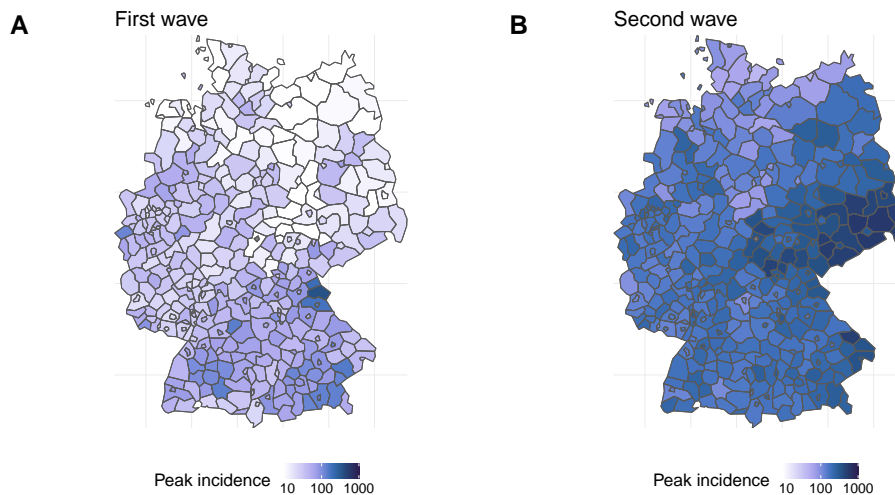 A
First wave
B
Second wave
Peak incidence
10 100 1000
Peak incidence
10 100 1000